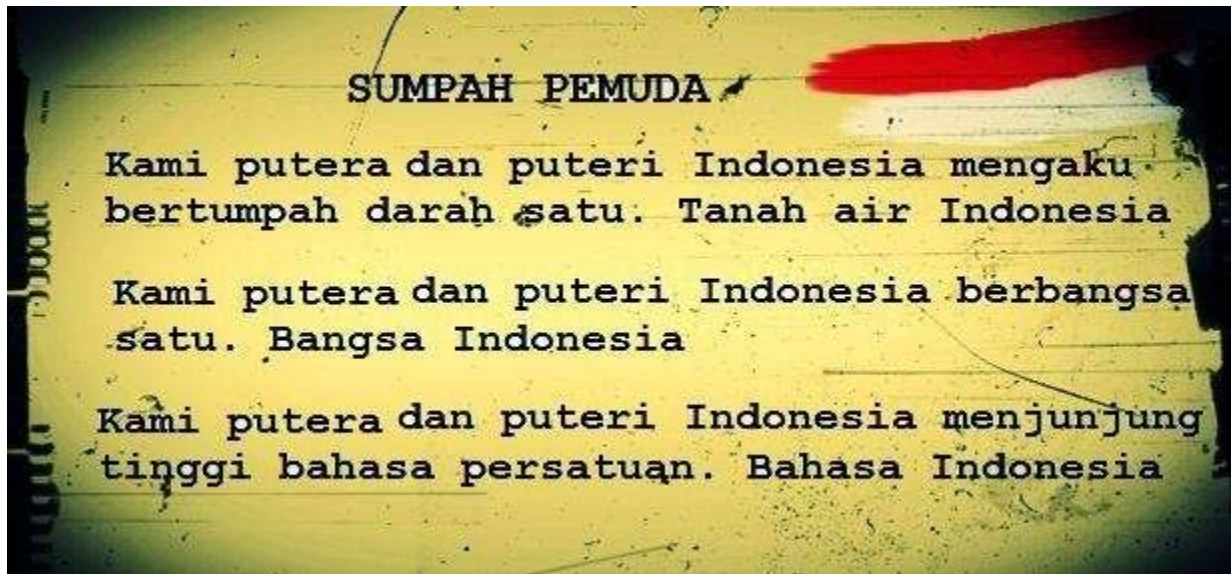 SUMPAH PEMUDA
Kami putera dan puteri Indonesia mengaku
bertumpah darah satu. Tanah air Indonesia
Kami putera dan puteri Indonesia berbangsa
satu. Bangsa Indonesia
Kami putera dan puteri Indonesia menjunjung
tinggi bahasa persatuan. Bahasa Indonesia